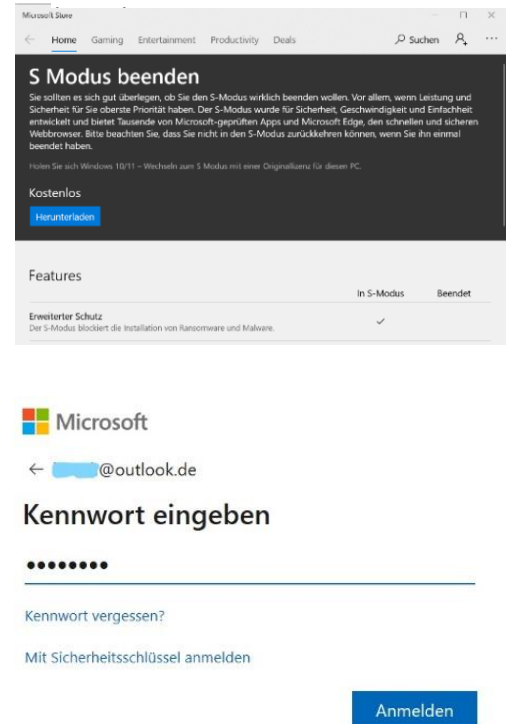 Microsoft Store
Home Gaming Entertainment Productivity Deals Suchen
S Modus beenden
Sie sollten es sich gut überlegen, ob Sie den S-Modus wirklich beenden wollen. Vor allem, wenn Leistung und
Sicherheit für Sie oberste Priorität haben. Der S-Modus wurde für Sicherheit, Geschwindigkeit und Einfachheit
entwickelt und bietet Tausende von Microsoft-geprüften Apps und Microsoft Edge, den schnellen und sicheren
Webbrowser. Bitte beachten Sie, dass Sie nicht in den S-Modus zurückkehren können, wenn Sie ihn einmal
beendet haben.
Holen Sie sich Windows 10/11 – Wechseln zum S Modus mit einer Originallizenz für diesen PC.
Kostenlos
Herunterladen
Features
In S-Modus Beendet
Erweiterter Schutz
Der S-Modus blockiert die Installation von Ransomware und Malware.
Microsoft
@outlook.de
Kennwort eingeben
Kennwort vergessen?
Mit Sicherheitsschlüssel anmelden
Anmelden